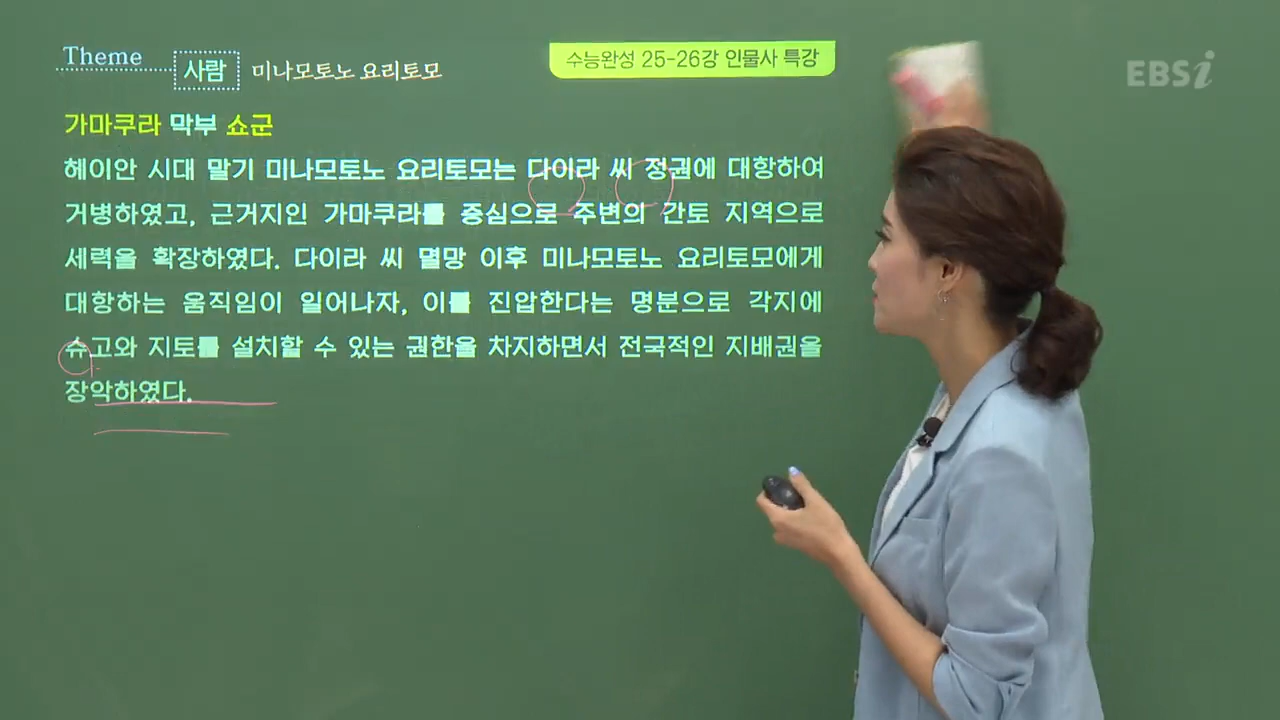 Theme 사람 미나모토노 요리토모
수능완성 25-26강 인물사 특강
EBSi
가마쿠라 막부 쇼군
헤이안 시대 말기 미나모토노 요리토모는 다이라 씨 정권에 대항하여
거병하였고, 근거지인 가마쿠라를 중심으로 주변의 간토 지역으로
세력을 확장하였다. 다이라 씨 멸망 이후 미나모토노 요리토모에게
대항하는 움직임이 일어나자, 이를 진압한다는 명분으로 각지에
슈고와 지토를 설치할 수 있는 권한을 차지하면서 전국적인 지배권을
장악하였다.